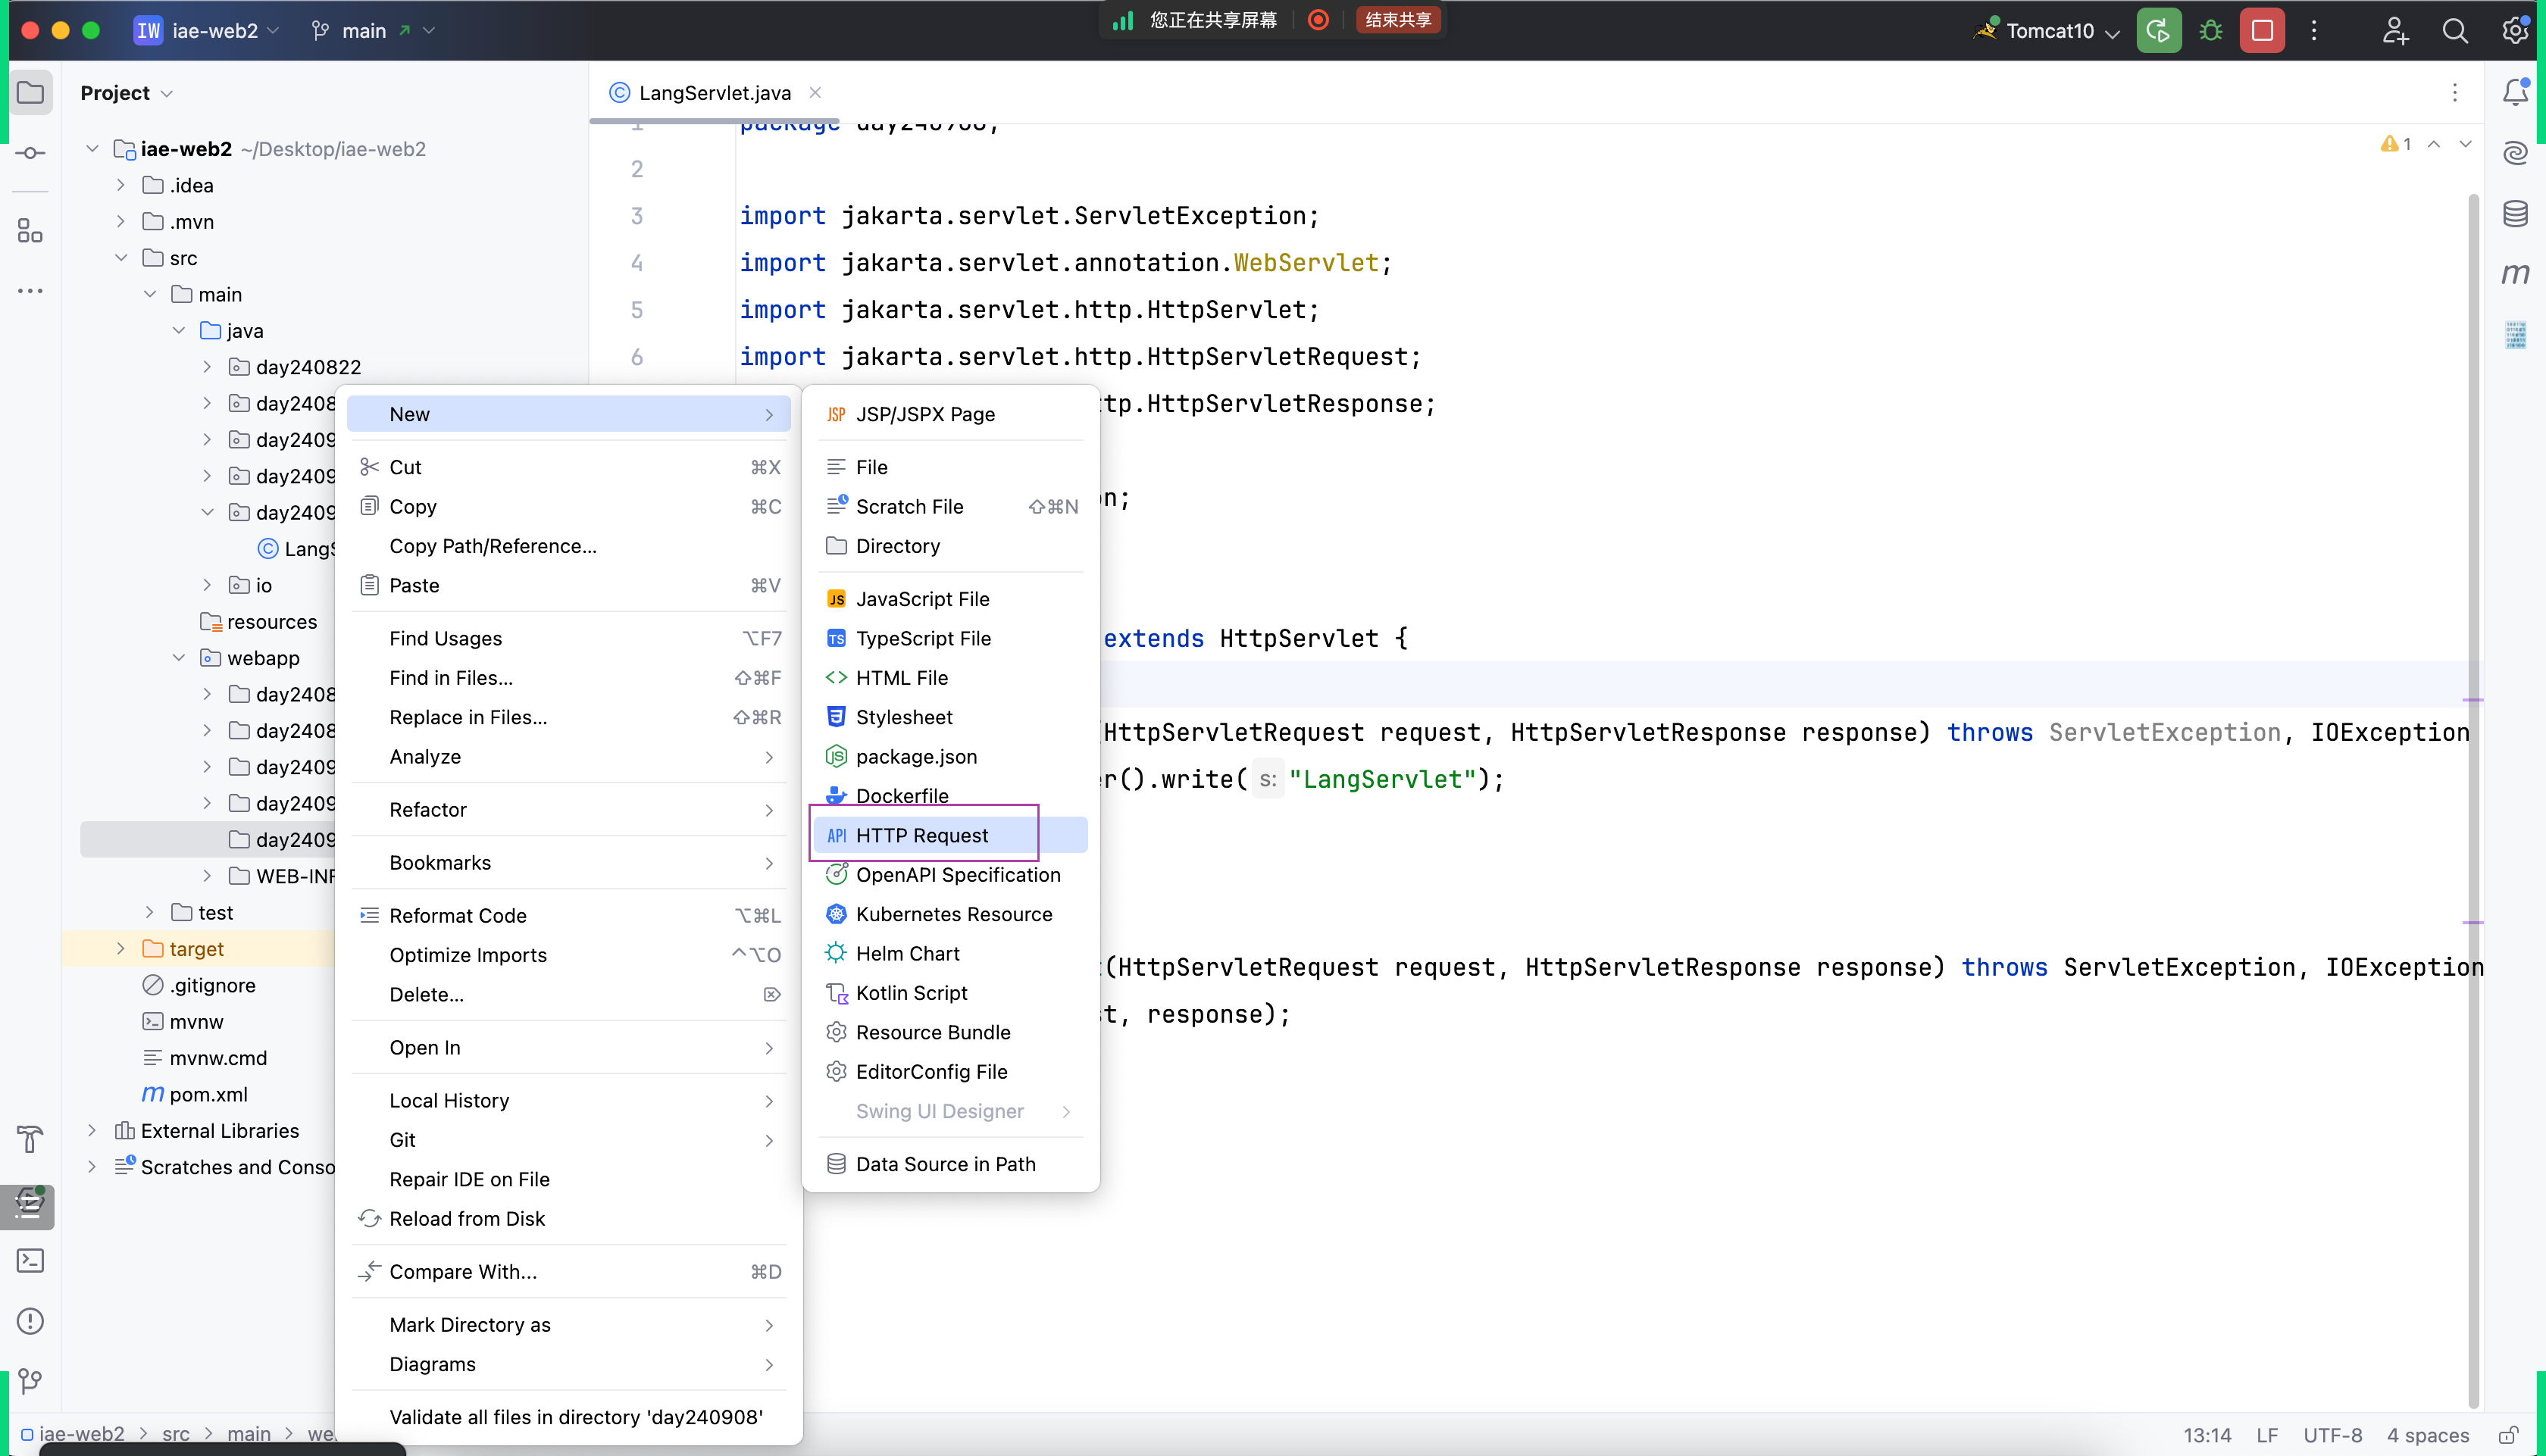 IW iae-web2 main
您正在共享屏幕 结束共享
Tomcat10
Project
LangServlet.java
iae-web2 ~/Desktop/iae-web2
.idea
.mvn
src
main
java
day240822
day2408
day2409
day2409
day2409
LangS
io
resources
webapp
day2408
day2408
day2409
day2409
day2409
WEB-INF
test
target
.gitignore
mvnw
mvnw.cmd
m pom.xml
External Libraries
Scratches and Conso
New
Cut ⌘X
Copy ⌘C
Copy Path/Reference...
Paste ⌘V
Find Usages ⌥F7
Find in Files... ⇧⌘F
Replace in Files... ⇧⌘R
Analyze
Refactor
Bookmarks
Reformat Code ⌥⌘L
Optimize Imports ^⌥O
Delete... ⌦
Open In
Local History
Git
Repair IDE on File
Reload from Disk
Compare With... ⌘D
Mark Directory as
Diagrams
Validate all files in directory 'day240908'
JSP JSP/JSPX Page
File
Scratch File ⇧⌘N
Directory
JS JavaScript File
TS TypeScript File
<> HTML File
Stylesheet
package.json
Dockerfile
API HTTP Request
OpenAPI Specification
Kubernetes Resource
Helm Chart
Kotlin Script
Resource Bundle
EditorConfig File
Swing UI Designer
Data Source in Path
1 package day240908;
2
3 import jakarta.servlet.ServletException;
4 import jakarta.servlet.annotation.WebServlet;
5 import jakarta.servlet.http.HttpServlet;
6 import jakarta.servlet.http.HttpServletRequest;
ttp.HttpServletResponse;
on;
extends HttpServlet {
(HttpServletRequest request, HttpServletResponse response) throws ServletException, IOException
er().write( s: "LangServlet");
t(HttpServletRequest request, HttpServletResponse response) throws ServletException, IOException
st, response);
1
m
iae-web2 > src > main > we
13:14 LF UTF-8 4 spaces